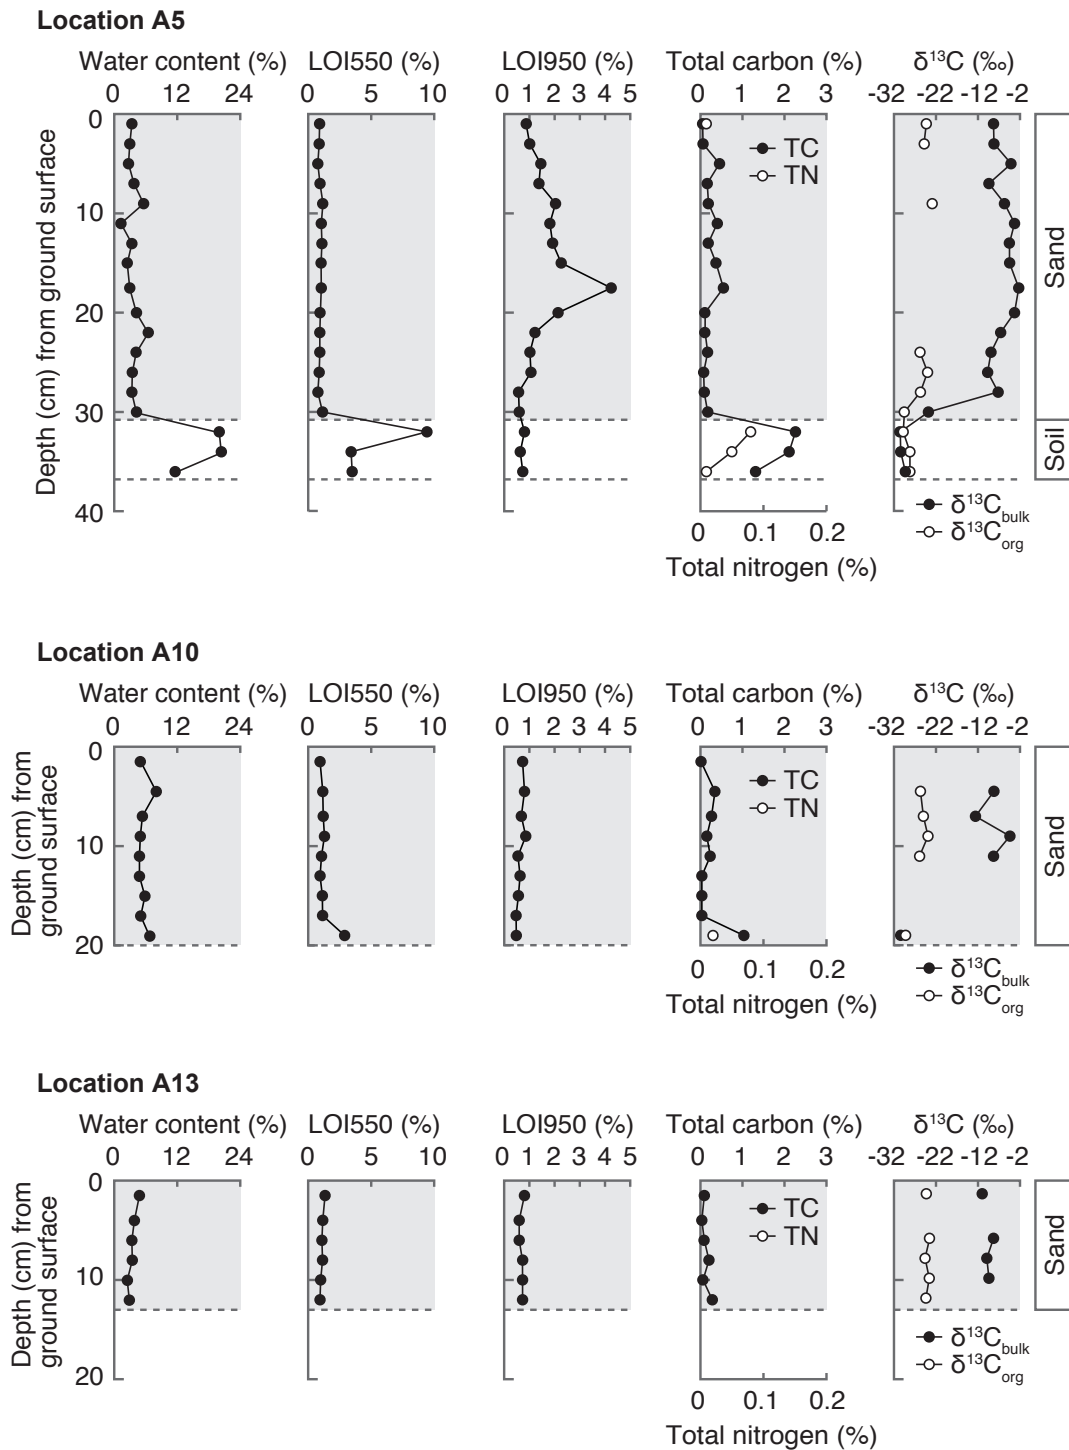 Location A5
Water content (%) LOI550 (%) LOI950 (%) Total carbon (%) δ¹³C (‰)
0 12 24 0 5 10 0 1 2 3 4 5 0 1 2 3 -32 -22 -12 -2
Depth (cm) from ground surface
0
10
20
30
40
TC
TN
Sand
Soil
δ¹³Cbulk
δ¹³Corg
0 0.1 0.2
Total nitrogen (%)
Location A10
Water content (%) LOI550 (%) LOI950 (%) Total carbon (%) δ¹³C (‰)
0 12 24 0 5 10 0 1 2 3 4 5 0 1 2 3 -32 -22 -12 -2
Depth (cm) from
ground surface
0
10
20
TC
TN
Sand
δ¹³Cbulk
δ¹³Corg
0 0.1 0.2
Total nitrogen (%)
Location A13
Water content (%) LOI550 (%) LOI950 (%) Total carbon (%) δ¹³C (‰)
0 12 24 0 5 10 0 1 2 3 4 5 0 1 2 3 -32 -22 -12 -2
Depth (cm) from
ground surface
0
10
20
TC
TN
Sand
δ¹³Cbulk
δ¹³Corg
0 0.1 0.2
Total nitrogen (%)